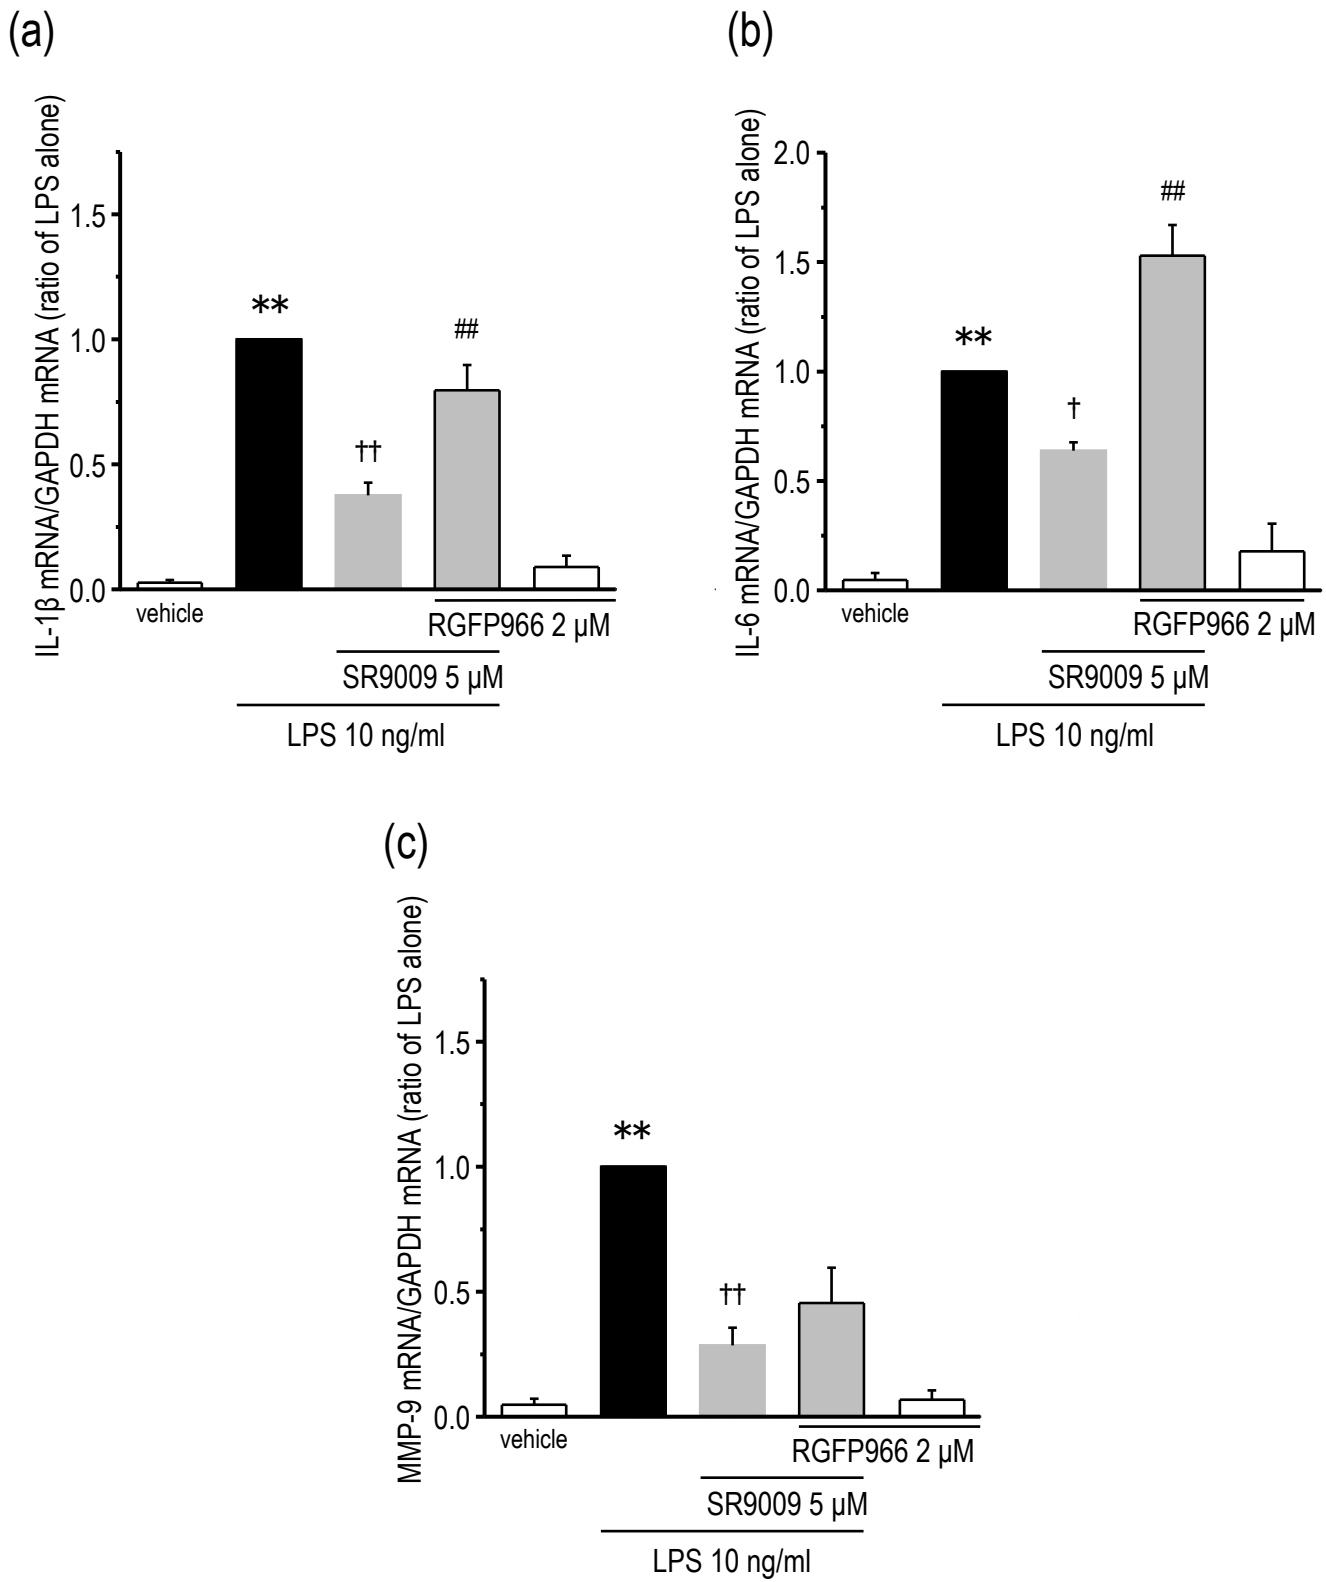 (a)
IL-1β mRNA/GAPDH mRNA (ratio of LPS alone)
1.5
1.0
0.5
0.0
**
††
##
vehicle
RGFP966 2 μM
SR9009 5 μM
LPS 10 ng/ml
(b)
IL-6 mRNA/GAPDH mRNA (ratio of LPS alone)
2.0
1.5
1.0
0.5
0.0
**
†
##
vehicle
RGFP966 2 μM
SR9009 5 μM
LPS 10 ng/ml
(c)
MMP-9 mRNA/GAPDH mRNA (ratio of LPS alone)
1.5
1.0
0.5
0.0
**
††
vehicle
RGFP966 2 μM
SR9009 5 μM
LPS 10 ng/ml